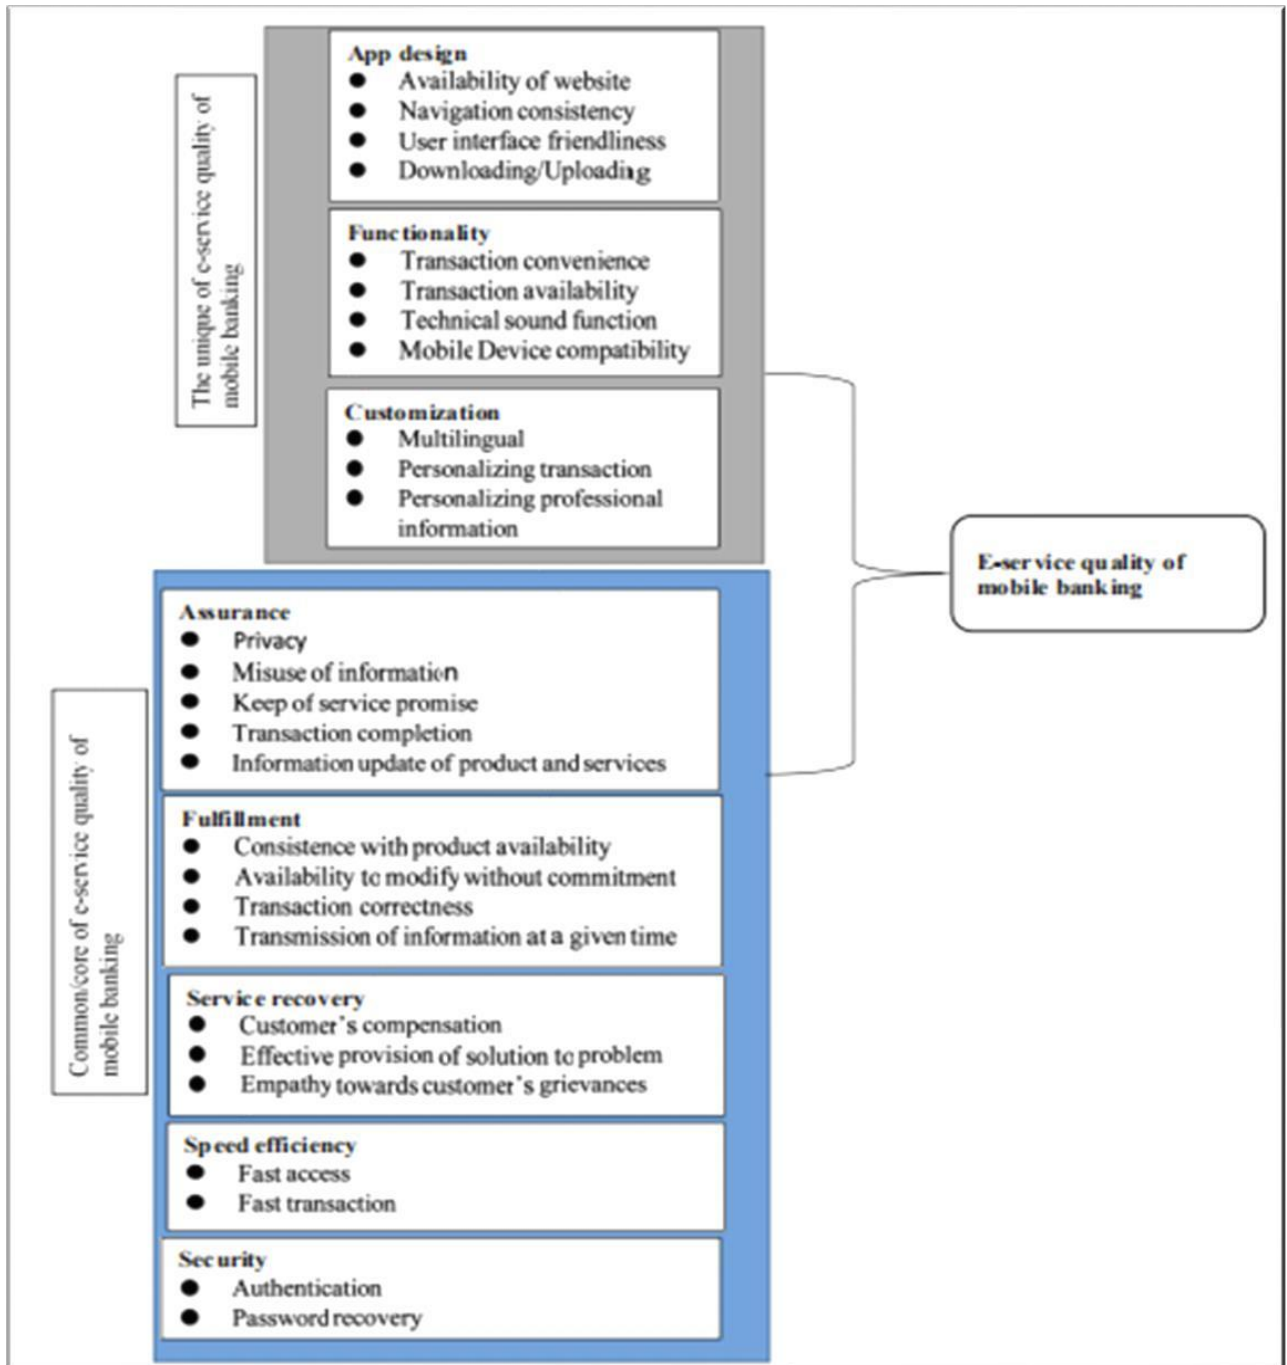 The unique of e-service quality of
mobile banking
App design
● Availability of website
● Navigation consistency
● User interface friendliness
● Downloading/Uploading
Functionality
● Transaction convenience
● Transaction availability
● Technical sound function
● Mobile Device compatibility
Customization
● Multilingual
● Personalizing transaction
● Personalizing professional
information
E-service quality of
mobile banking
Common/core of e-service quality of
mobile banking
Assurance
● Privacy
● Misuse of information
● Keep of service promise
● Transaction completion
● Information update of product and services
Fulfillment
● Consistence with product availability
● Availability to modify without commitment
● Transaction correctness
● Transmission of information at a given time
Service recovery
● Customer's compensation
● Effective provision of solution to problem
● Empathy towards customer's grievances
Speed efficiency
● Fast access
● Fast transaction
Security
● Authentication
● Password recovery